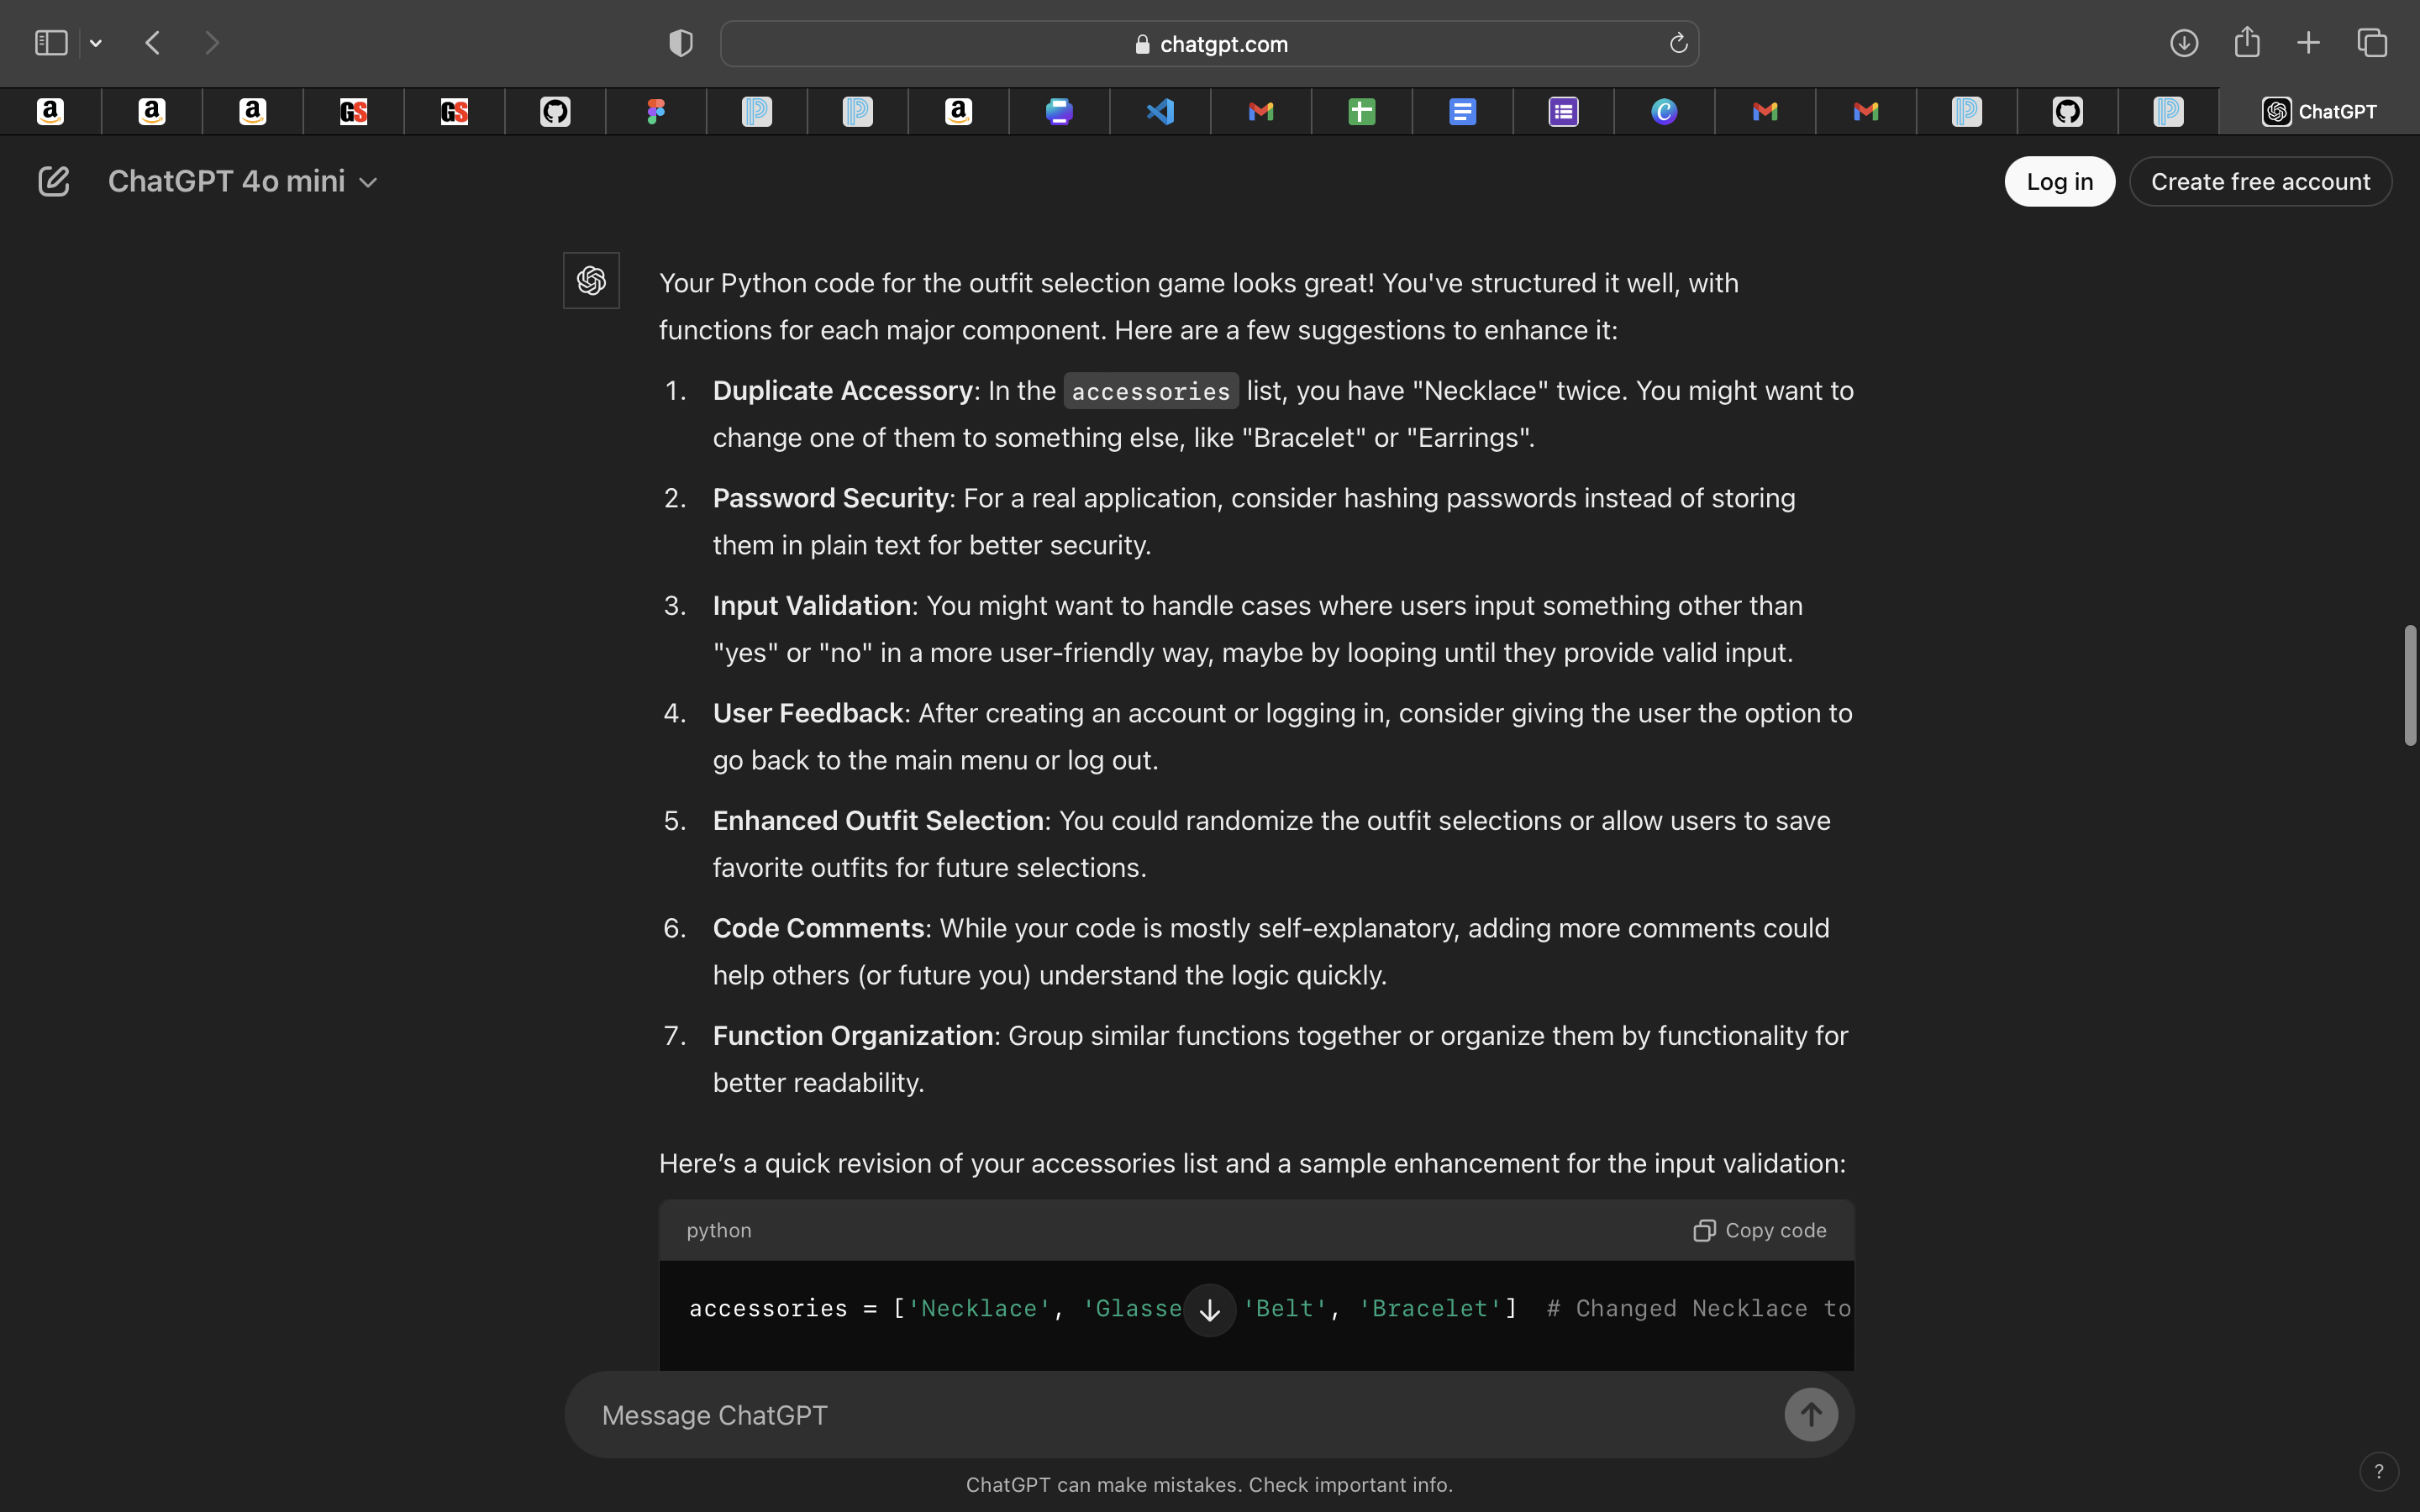 chatgpt.com
ChatGPT
ChatGPT 4o mini
Log in
Create free account
Your Python code for the outfit selection game looks great! You've structured it well, with
functions for each major component. Here are a few suggestions to enhance it:
1. Duplicate Accessory: In the accessories list, you have "Necklace" twice. You might want to
change one of them to something else, like "Bracelet" or "Earrings".
2. Password Security: For a real application, consider hashing passwords instead of storing
them in plain text for better security.
3. Input Validation: You might want to handle cases where users input something other than
"yes" or "no" in a more user-friendly way, maybe by looping until they provide valid input.
4. User Feedback: After creating an account or logging in, consider giving the user the option to
go back to the main menu or log out.
5. Enhanced Outfit Selection: You could randomize the outfit selections or allow users to save
favorite outfits for future selections.
6. Code Comments: While your code is mostly self-explanatory, adding more comments could
help others (or future you) understand the logic quickly.
7. Function Organization: Group similar functions together or organize them by functionality for
better readability.
Here’s a quick revision of your accessories list and a sample enhancement for the input validation:
python
Copy code
accessories = ['Necklace', 'Glasse 'Belt', 'Bracelet'] # Changed Necklace to
Message ChatGPT
ChatGPT can make mistakes. Check important info.
?